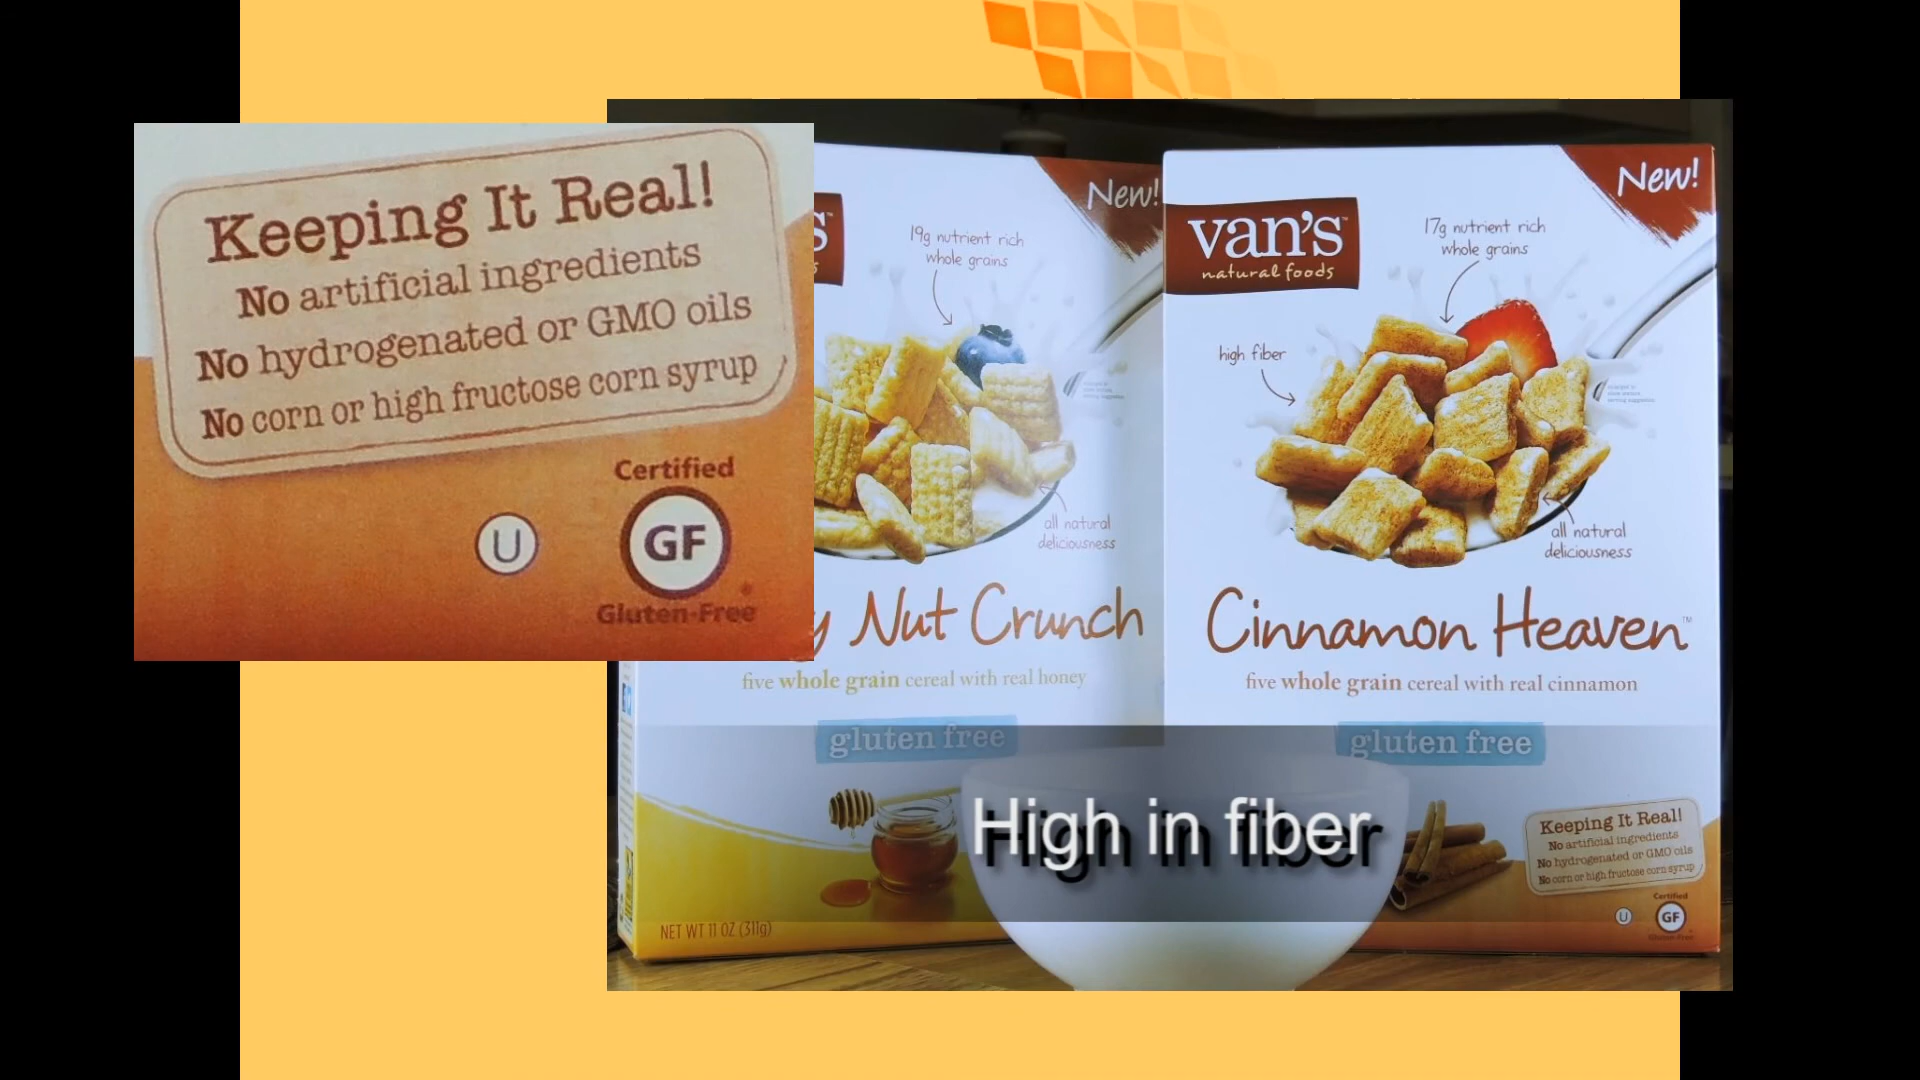 Keeping It Real!
No artificial ingredients
No hydrogenated or GMO oils
No corn or high fructose corn syrup
U
Certified
GF
Gluten-Free
New!
19g nutrient rich
whole grains
all natural
deliciousness
Nut Crunch
five whole grain cereal with real honey
gluten free
NET WT 11 OZ (311g)
New!
van's™
natural foods
17g nutrient rich
whole grains
high fiber
all natural
deliciousness
Cinnamon Heaven™
five whole grain cereal with real cinnamon
gluten free
High in fiber
Keeping It Real!
No artificial ingredients
No hydrogenated or GMO oils
No corn or high fructose corn syrup
Certified
U
GF
Gluten-Free